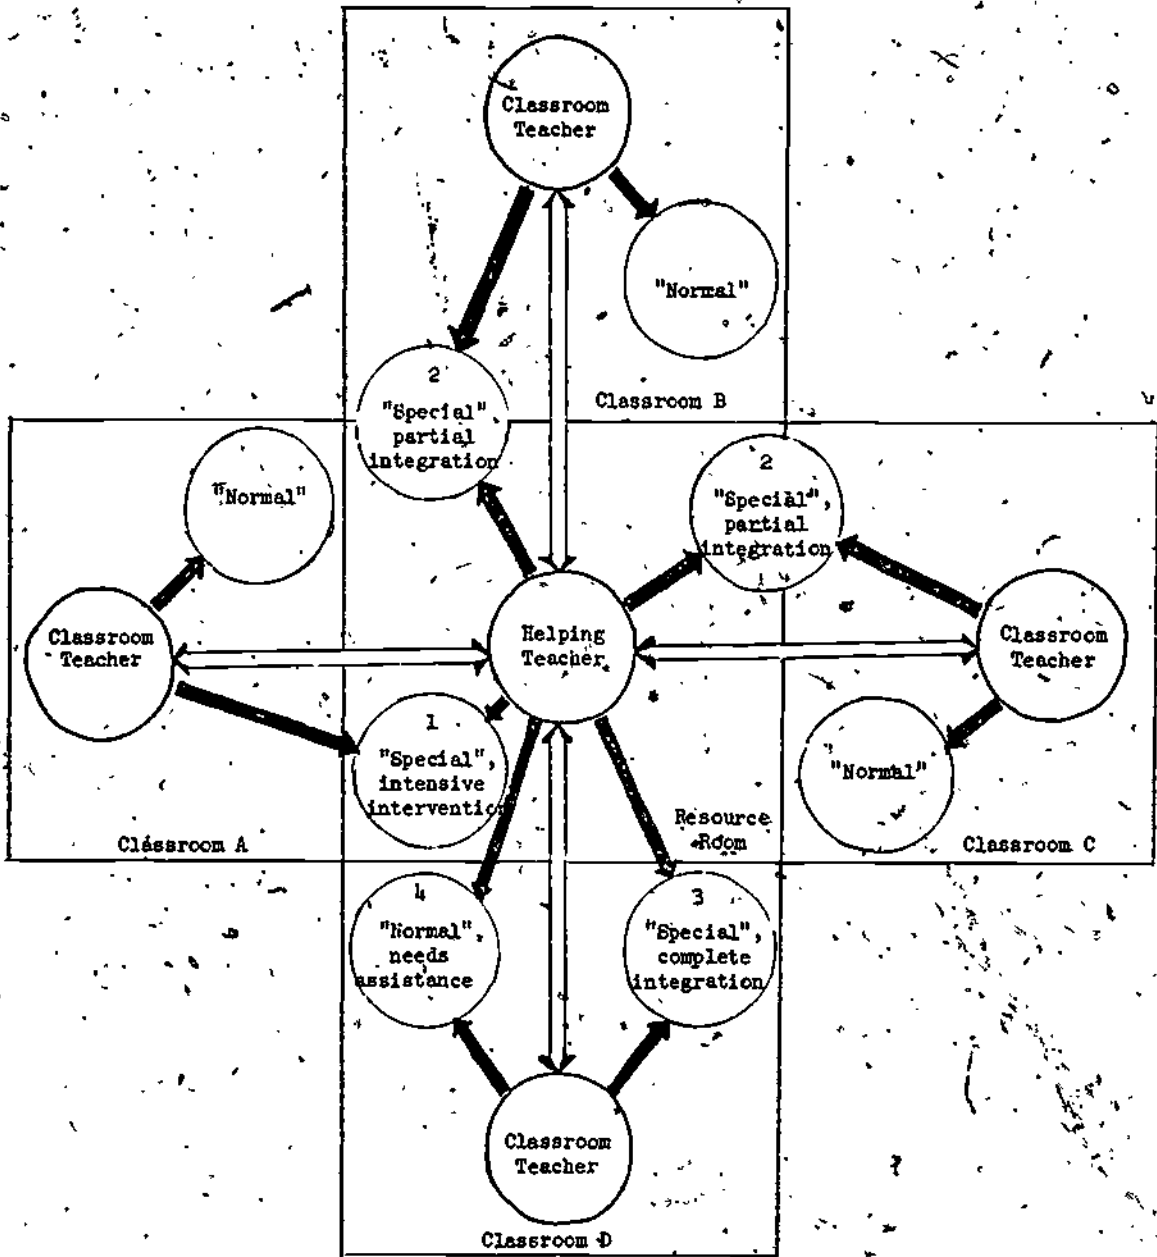 Classroom
Teacher
"Normal"
Classroom B
2
"Special"
partial
integration
"Normal"
2
"Special",
partial
integration
Classroom
Teacher
Helping
Teacher
Classroom
Teacher
1
"Special",
intensive
interventio
"Normal"
Resource
Room
Classroom A
Classroom C
4
"Normal",
needs
assistance
3
"Special",
complete
integration
Classroom
Teacher
Classroom D